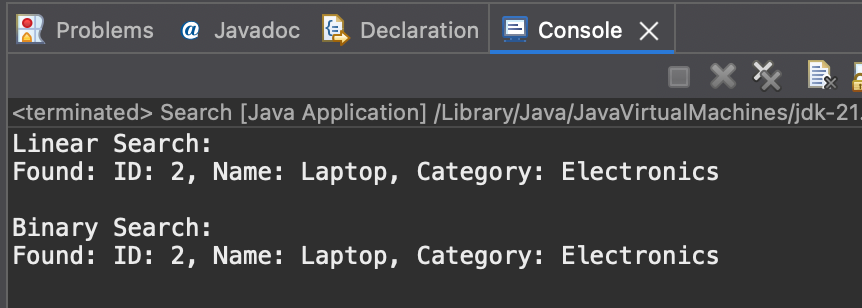 Problems @ Javadoc Declaration Console
<terminated> Search [Java Application] /Library/Java/JavaVirtualMachines/jdk-21.
Linear Search:
Found: ID: 2, Name: Laptop, Category: Electronics
Binary Search:
Found: ID: 2, Name: Laptop, Category: Electronics